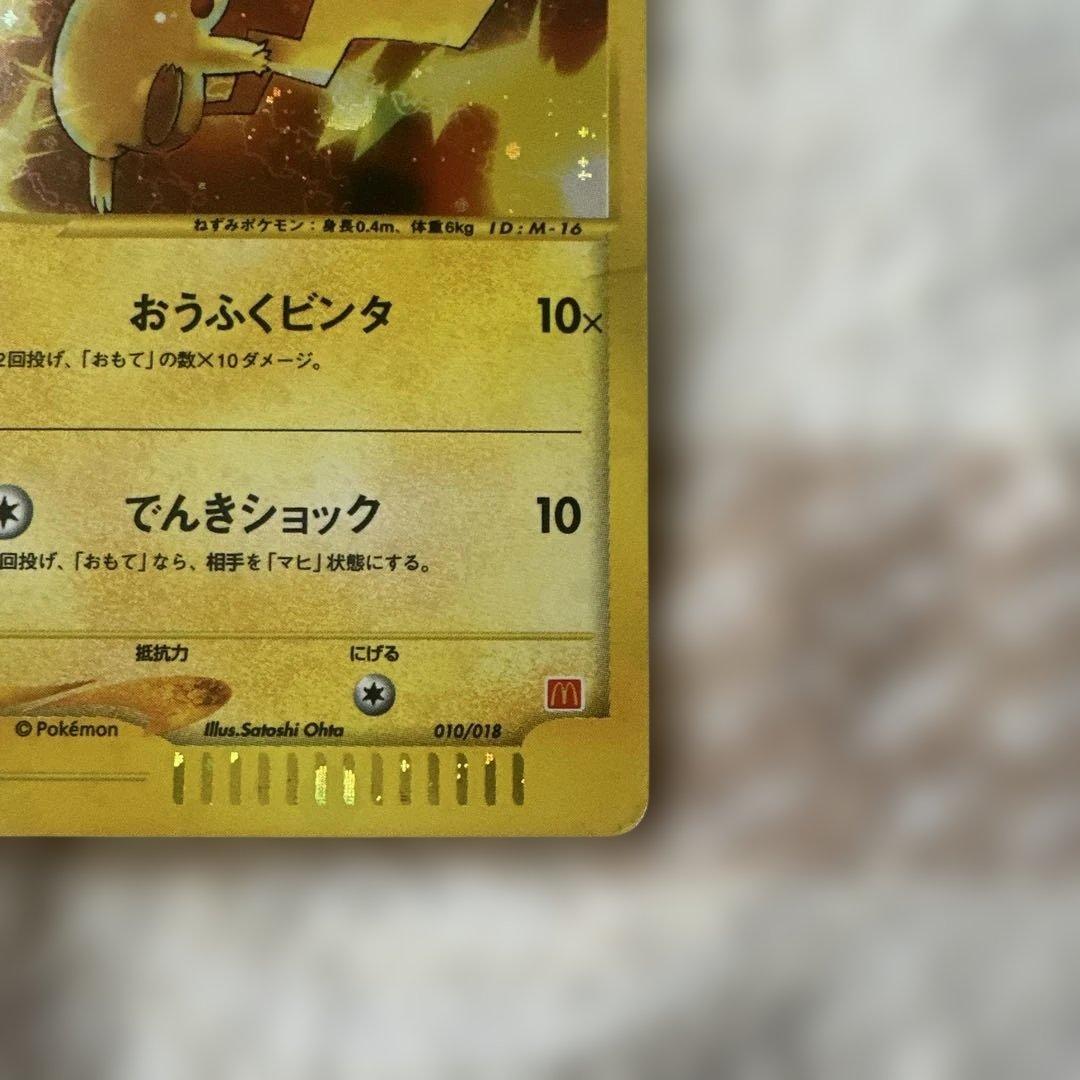 ねずみポケモン：身長0.4m、体重6kg ID:M-16
おうふくビンタ 10×
2回投げ、「おもて」の数×10ダメージ。
でんきショック 10
回投げ、「おもて」なら、相手を「マヒ」状態にする。
抵抗力 にげる
© Pokémon Illus.Satoshi Ohta 010/018